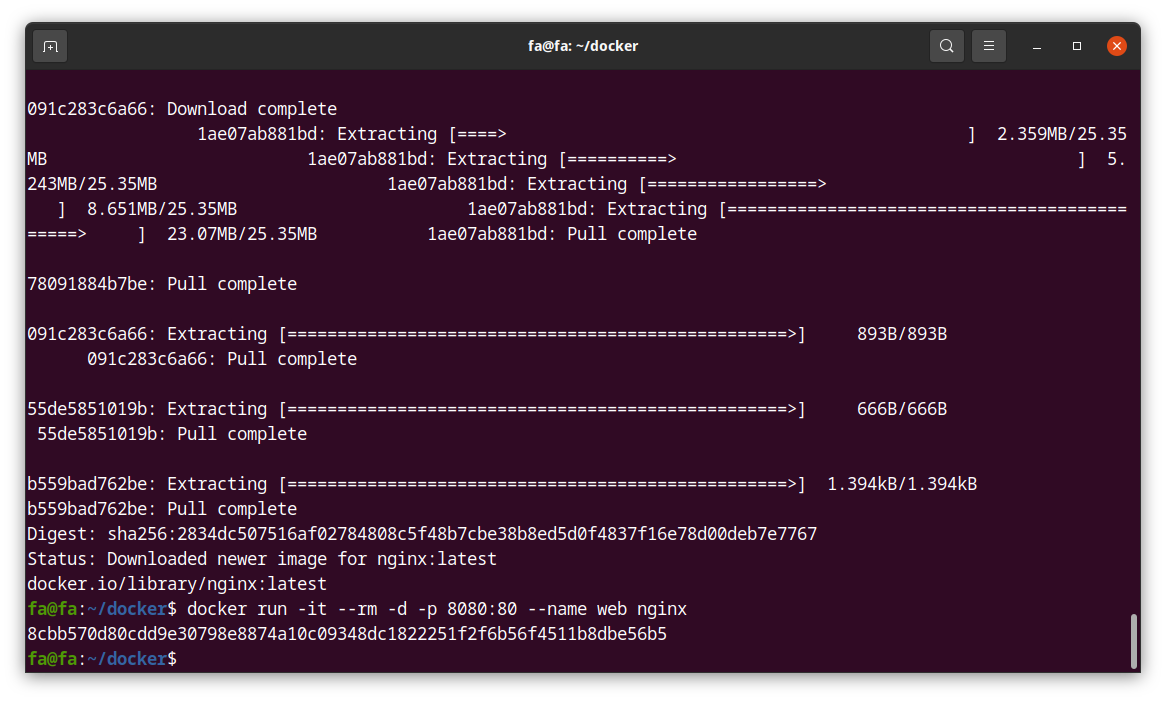 fa@fa: ~/docker
091c283c6a66: Download complete
                 1ae07ab881bd: Extracting [====>                                              ]  2.359MB/25.35
MB                          1ae07ab881bd: Extracting [==========>                                        ]  5.
243MB/25.35MB                       1ae07ab881bd: Extracting [=================>
   ]  8.651MB/25.35MB                       1ae07ab881bd: Extracting [========================================
=====>     ]  23.07MB/25.35MB           1ae07ab881bd: Pull complete
78091884b7be: Pull complete
091c283c6a66: Extracting [==================================================>]     893B/893B
      091c283c6a66: Pull complete
55de5851019b: Extracting [==================================================>]     666B/666B
 55de5851019b: Pull complete
b559bad762be: Extracting [==================================================>]  1.394kB/1.394kB
b559bad762be: Pull complete
Digest: sha256:2834dc507516af02784808c5f48b7cbe38b8ed5d0f4837f16e78d00deb7e7767
Status: Downloaded newer image for nginx:latest
docker.io/library/nginx:latest
fa@fa:~/docker$ docker run -it --rm -d -p 8080:80 --name web nginx
8cbb570d80cdd9e30798e8874a10c09348dc1822251f2f6b56f4511b8dbe56b5
fa@fa:~/docker$